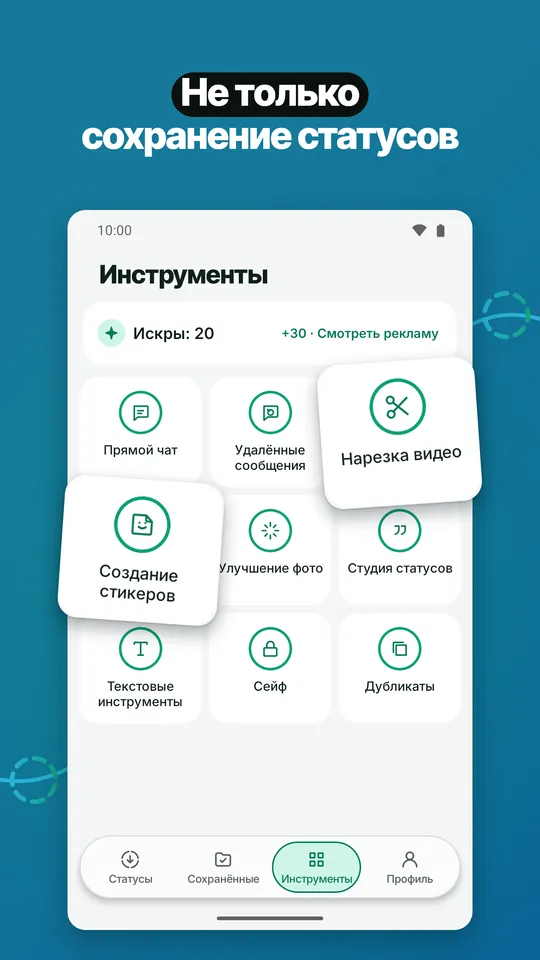 Не только
сохранение статусов
10:00
Инструменты
Искры: 20
+30 · Смотреть рекламу
Прямой чат
Удалённые
сообщения
Нарезка видео
Создание
стикеров
Улучшение фото
Студия статусов
Текстовые
инструменты
Сейф
Дубликаты
Статусы
Сохранённые
Инструменты
Профиль